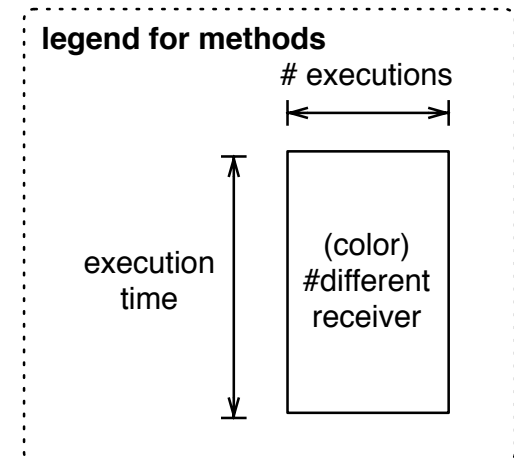 legend for methods
# executions
execution
time
(color)
#different
receiver